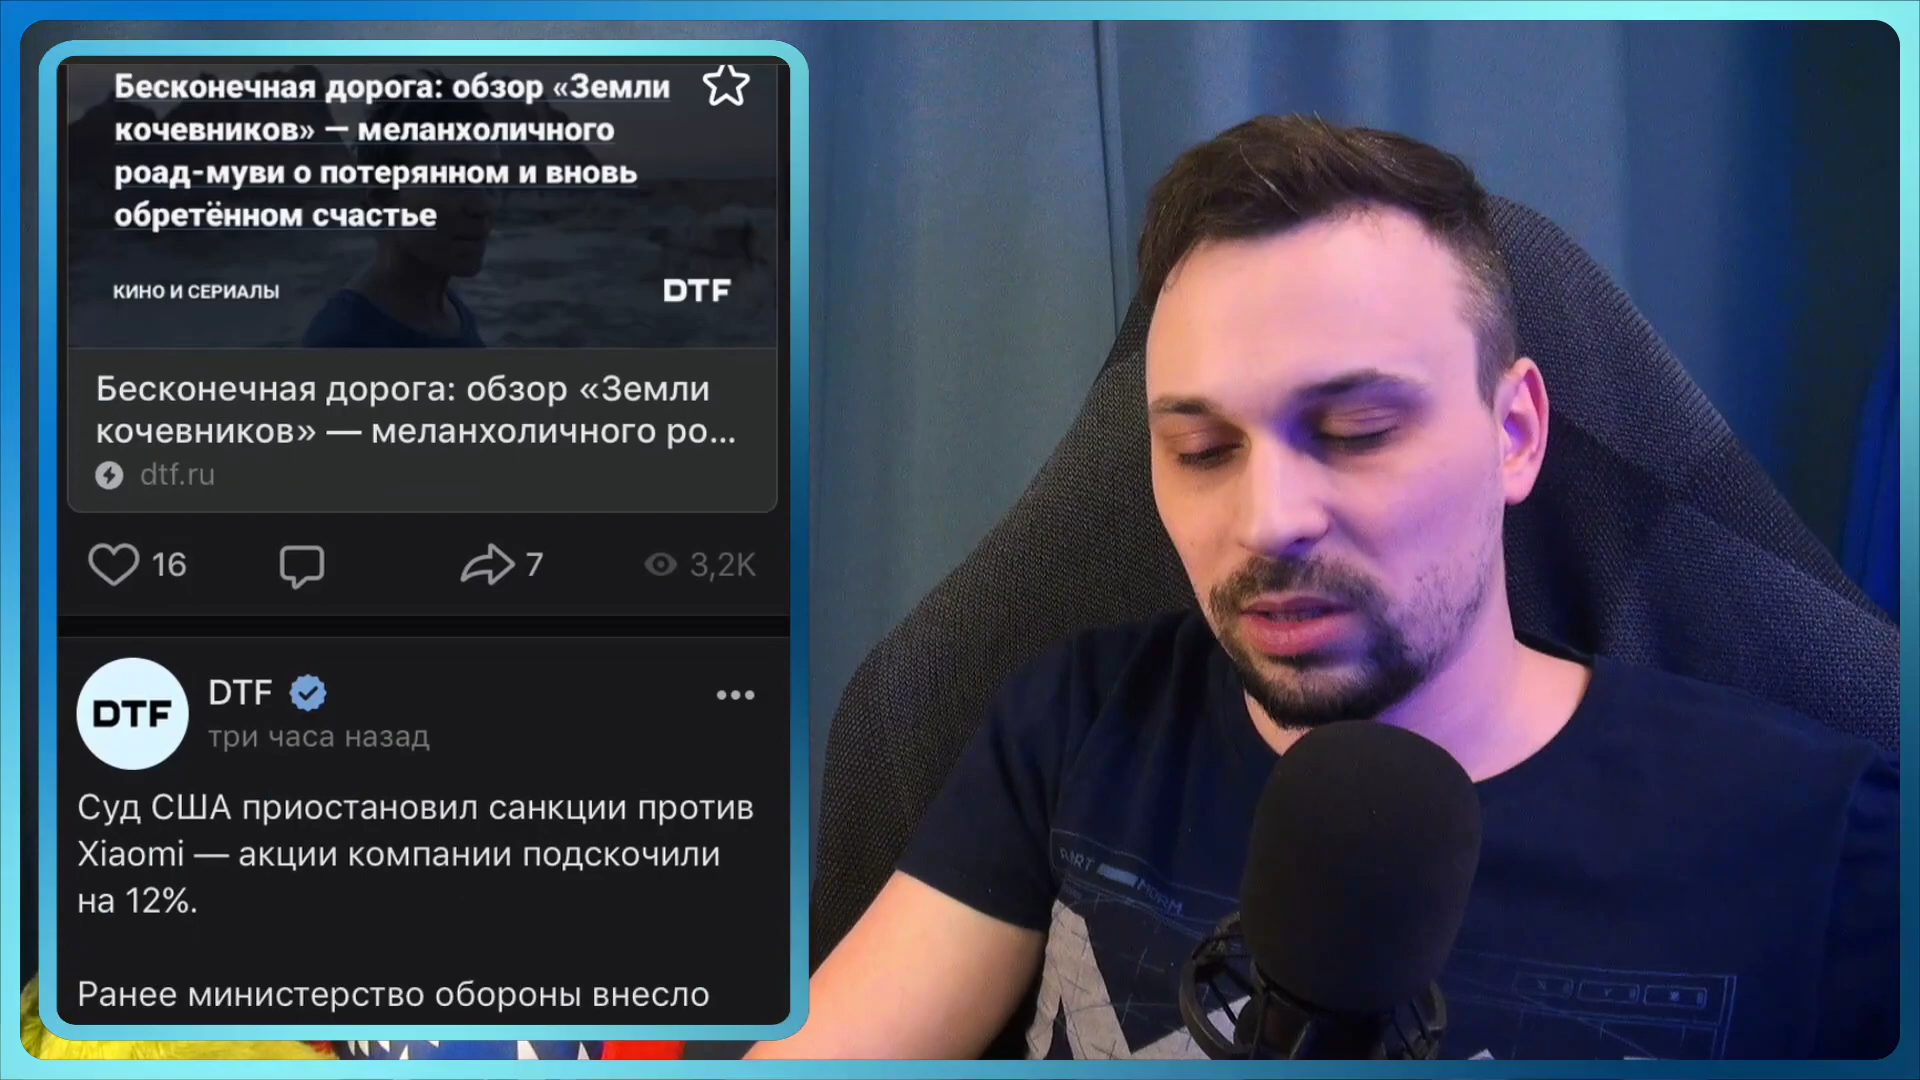 Бесконечная дорога: обзор «Земли
кочевников» — меланхоличного
роад-муви о потерянном и вновь
обретённом счастье
КИНО И СЕРИАЛЫ
DTF
Бесконечная дорога: обзор «Земли
кочевников» — меланхоличного ро...
dtf.ru
16
7
3,2K
DTF
DTF
три часа назад
Суд США приостановил санкции против
Xiaomi — акции компании подскочили
на 12%.
Ранее министерство обороны внесло